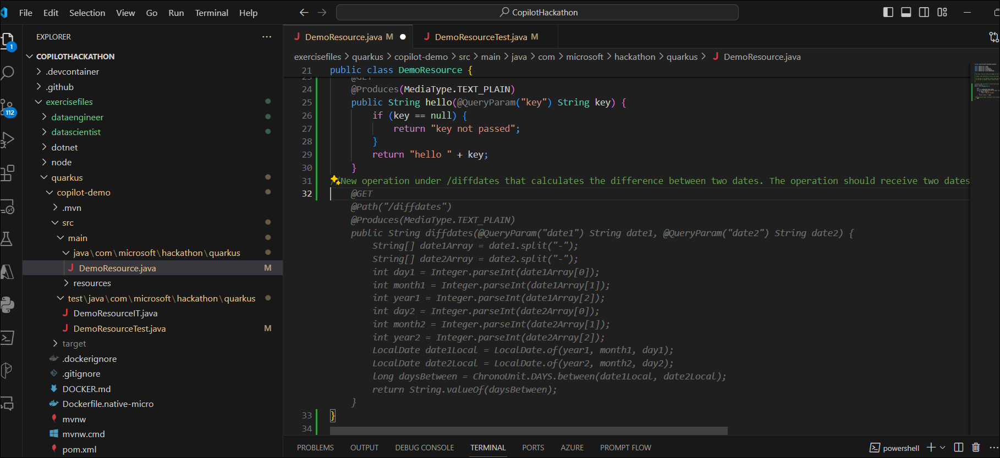 File Edit Selection View Go Run Terminal Help
CopilotHackathon
EXPLORER
1
COPILOTHACKATHON
.devcontainer
.github
exercisefiles
112
dataengineer
datascientist
dotnet
node
quarkus
copilot-demo
.mvn
src
main
java\com\microsoft\hackathon\quarkus
DemoResource.java M
resources
test\java\com\microsoft\hackathon\quarkus
DemoResourceIT.java
DemoResourceTest.java M
target
.dockerignore
.gitignore
DOCKER.md
Dockerfile.native-micro
mvnw
mvnw.cmd
pom.xml
DemoResource.java M
DemoResourceTest.java M
exercisefiles > quarkus > copilot-demo > src > main > java > com > microsoft > hackathon > quarkus > DemoResource.java
21 public class DemoResource {
23 @GET
24 @Produces(MediaType.TEXT_PLAIN)
25 public String hello(@QueryParam("key") String key) {
26 if (key == null) {
27 return "key not passed";
28 }
29 return "hello " + key;
30 }
31 //New operation under /diffdates that calculates the difference between two dates. The operation should receive two dates
32 @GET
@Path("/diffdates")
@Produces(MediaType.TEXT_PLAIN)
public String diffdates(@QueryParam("date1") String date1, @QueryParam("date2") String date2) {
String[] date1Array = date1.split("-");
String[] date2Array = date2.split("-");
int day1 = Integer.parseInt(date1Array[0]);
int month1 = Integer.parseInt(date1Array[1]);
int year1 = Integer.parseInt(date1Array[2]);
int day2 = Integer.parseInt(date2Array[0]);
int month2 = Integer.parseInt(date2Array[1]);
int year2 = Integer.parseInt(date2Array[2]);
LocalDate date1Local = LocalDate.of(year1, month1, day1);
LocalDate date2Local = LocalDate.of(year2, month2, day2);
long daysBetween = ChronoUnit.DAYS.between(date1Local, date2Local);
return String.valueOf(daysBetween);
}
33 }
34
PROBLEMS OUTPUT DEBUG CONSOLE TERMINAL PORTS AZURE PROMPT FLOW
powershell